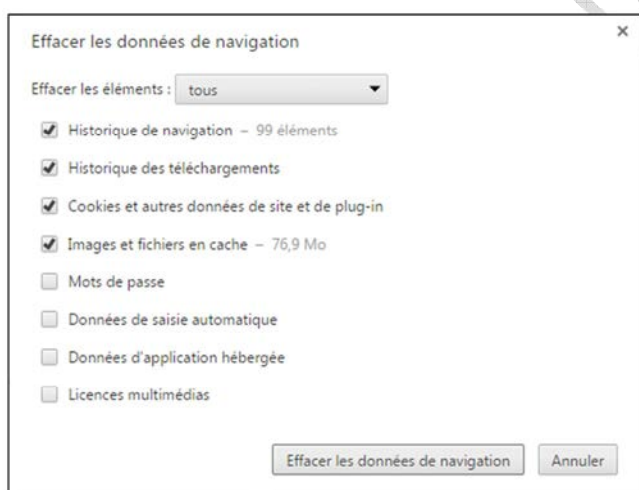 Effacer les données de navigation
Effacer les éléments : tous
Historique de navigation – 99 éléments
Historique des téléchargements
Cookies et autres données de site et de plug-in
Images et fichiers en cache – 76,9 Mo
Mots de passe
Données de saisie automatique
Données d'application hébergée
Licences multimédias
Effacer les données de navigation Annuler